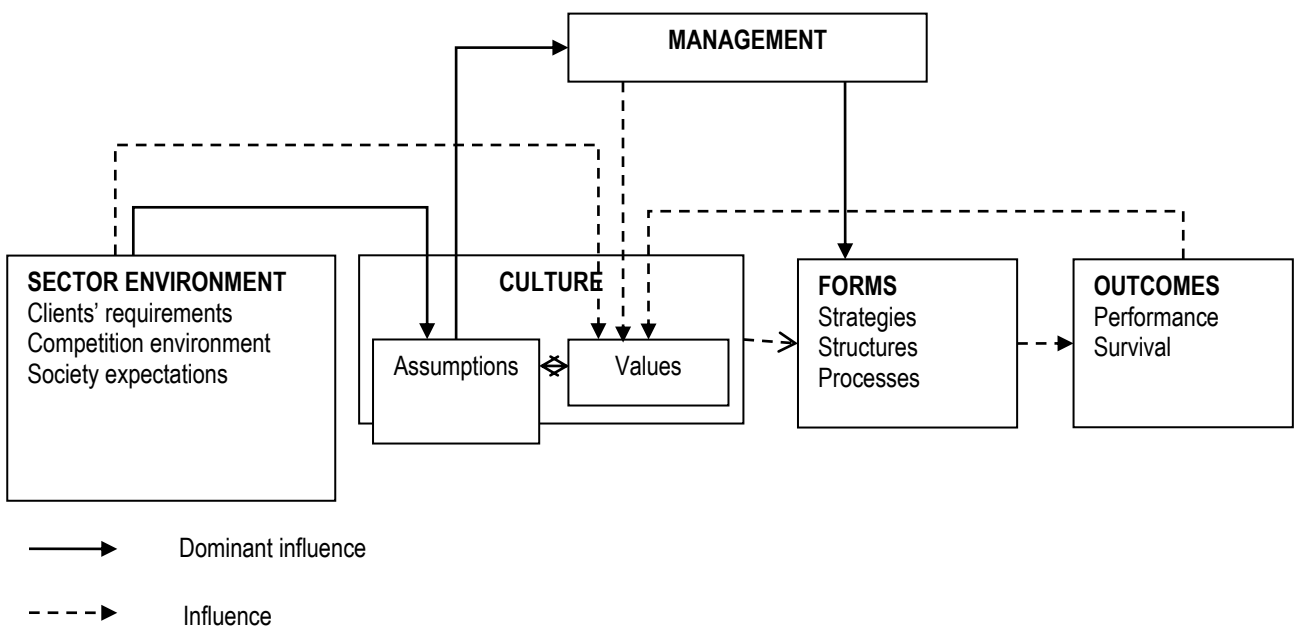 MANAGEMENT
SECTOR ENVIRONMENT
Clients’ requirements
Competition environment
Society expectations
CULTURE
Assumptions
Values
FORMS
Strategies
Structures
Processes
OUTCOMES
Performance
Survival
Dominant influence
Influence